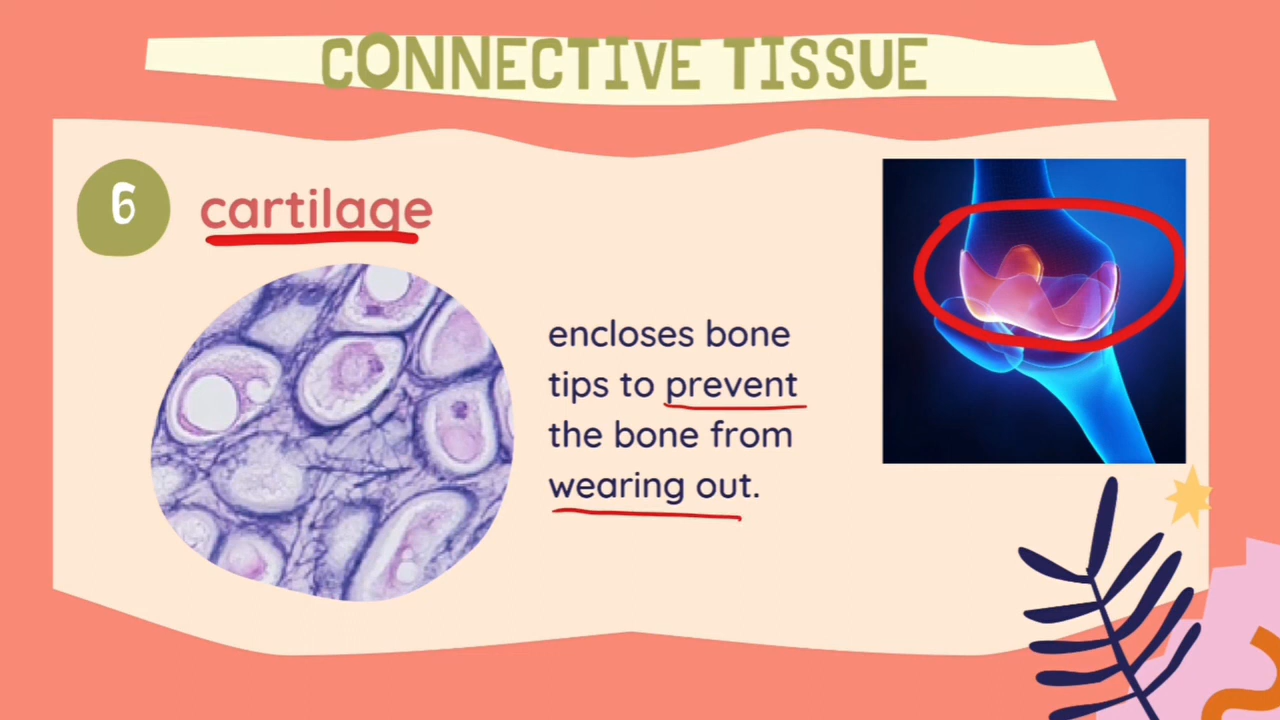 CONNECTIVE TISSUE
6
cartilage
encloses bone
tips to prevent
the bone from
wearing out.